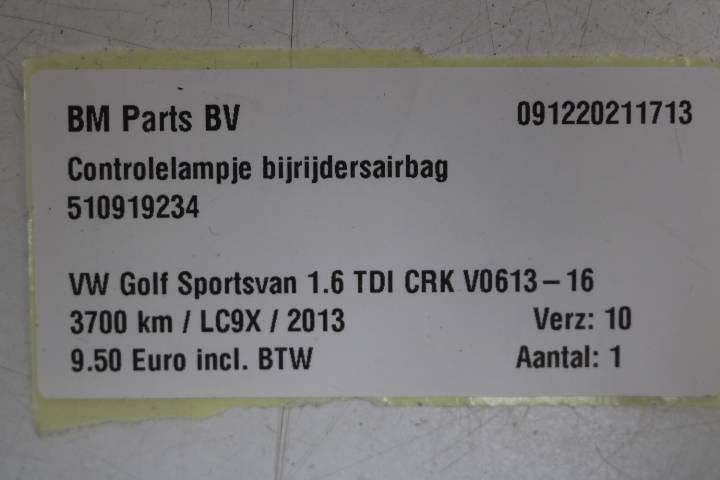 BM Parts BV 091220211713
Controlelampje bijrijdersairbag
510919234
VW Golf Sportsvan 1.6 TDI CRK V0613-16
3700 km / LC9X / 2013 Verz: 10
9.50 Euro incl. BTW Aantal: 1